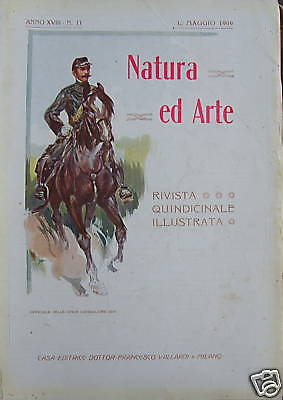 ANNO XVIII - N. 11
1. MAGGIO 1909
Natura
ed Arte
RIVISTA
QUINDICINALE
ILLUSTRATA
CASA EDITRICE DOTTOR FRANCESCO VALLARDI MILANO